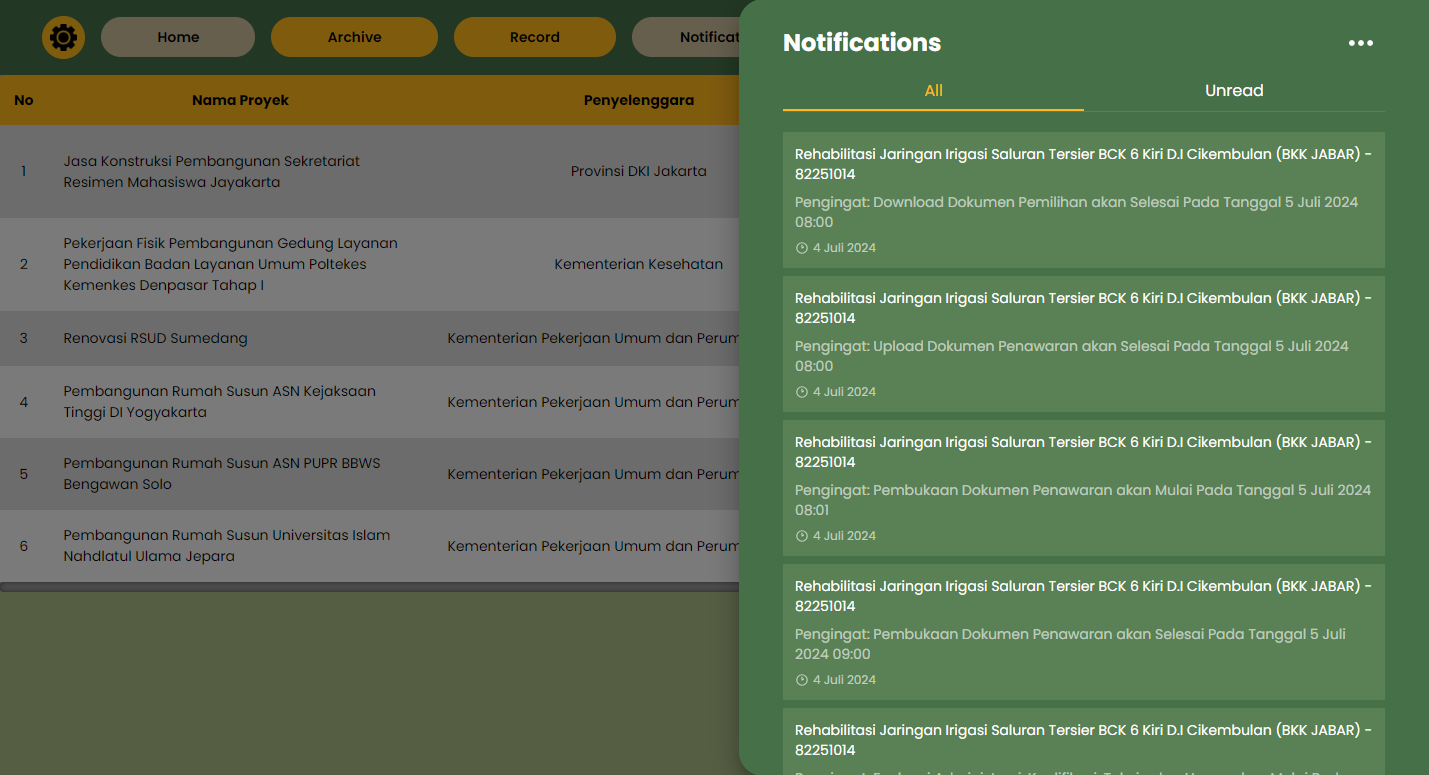 Home
Archive
Record
Notificat
No
Nama Proyek
Penyelenggara
1
Jasa Konstruksi Pembangunan Sekretariat
Resimen Mahasiswa Jayakarta
Provinsi DKI Jakarta
2
Pekerjaan Fisik Pembangunan Gedung Layanan
Pendidikan Badan Layanan Umum Poltekes
Kemenkes Denpasar Tahap I
Kementerian Kesehatan
3
Renovasi RSUD Sumedang
Kementerian Pekerjaan Umum dan Perum
4
Pembangunan Rumah Susun ASN Kejaksaan
Tinggi DI Yogyakarta
Kementerian Pekerjaan Umum dan Perum
5
Pembangunan Rumah Susun ASN PUPR BBWS
Bengawan Solo
Kementerian Pekerjaan Umum dan Perum
6
Pembangunan Rumah Susun Universitas Islam
Nahdlatul Ulama Jepara
Kementerian Pekerjaan Umum dan Perum
Notifications
All
Unread
Rehabilitasi Jaringan Irigasi Saluran Tersier BCK 6 Kiri D.I Cikembulan (BKK JABAR) -
82251014
Pengingat: Download Dokumen Pemilihan akan Selesai Pada Tanggal 5 Juli 2024
08:00
4 Juli 2024
Rehabilitasi Jaringan Irigasi Saluran Tersier BCK 6 Kiri D.I Cikembulan (BKK JABAR) -
82251014
Pengingat: Upload Dokumen Penawaran akan Selesai Pada Tanggal 5 Juli 2024
08:00
4 Juli 2024
Rehabilitasi Jaringan Irigasi Saluran Tersier BCK 6 Kiri D.I Cikembulan (BKK JABAR) -
82251014
Pengingat: Pembukaan Dokumen Penawaran akan Mulai Pada Tanggal 5 Juli 2024
08:01
4 Juli 2024
Rehabilitasi Jaringan Irigasi Saluran Tersier BCK 6 Kiri D.I Cikembulan (BKK JABAR) -
82251014
Pengingat: Pembukaan Dokumen Penawaran akan Selesai Pada Tanggal 5 Juli
2024 09:00
4 Juli 2024
Rehabilitasi Jaringan Irigasi Saluran Tersier BCK 6 Kiri D.I Cikembulan (BKK JABAR) -
82251014